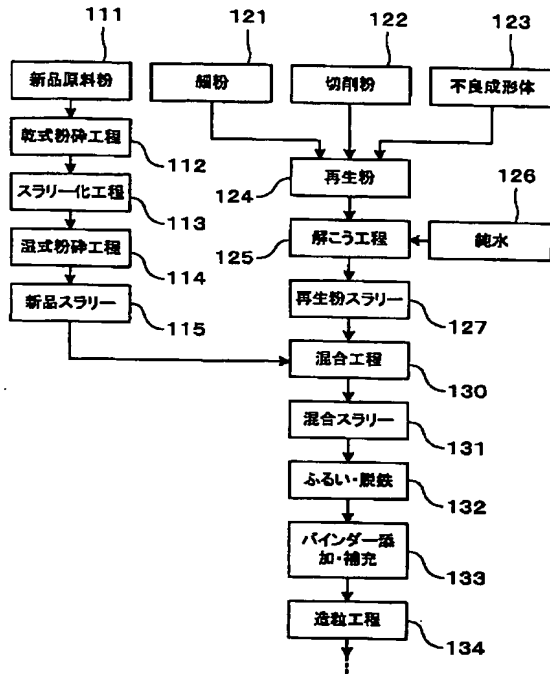 111
121
122
123
新品原料粉
細粉
切削粉
不良成形体
乾式粉砕工程
112
スラリー化工程
113
湿式粉砕工程
114
新品スラリー
115
再生粉
124
126
解こう工程
125
純水
再生粉スラリー
127
混合工程
130
混合スラリー
131
ふるい・脱鉄
132
バインダー添
加・補充
133
造粒工程
134